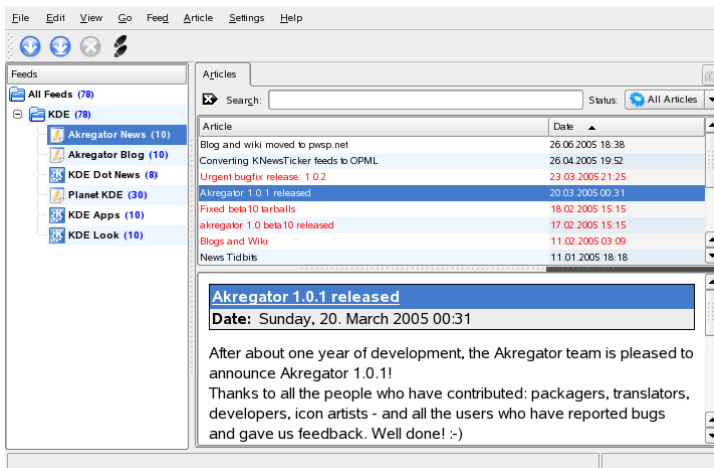 File Edit View Go Feed Article Settings Help
Feeds
All Feeds (78)
KDE (78)
Akregator News (10)
Akregator Blog (10)
KDE Dot News (8)
Planet KDE (30)
KDE Apps (10)
KDE Look (10)
Articles
Search: Status: All Articles
Article Date
Blog and wiki moved to pwsp.net 26.06.2005 18:38
Converting KNewsTicker feeds to OPML 26.04.2005 19:52
Urgent bugfix release: 1.0.2 23.03.2005 21:25
Akregator 1.0.1 released 20.03.2005 00:31
Fixed beta10 tarballs 18.02.2005 15:15
akregator 1.0 beta10 released 17.02.2005 15:15
Blogs and Wiki 11.02.2005 03:09
News Tidbits 11.01.2005 18:18
Akregator 1.0.1 released
Date: Sunday, 20. March 2005 00:31
After about one year of development, the Akregator team is pleased to
announce Akregator 1.0.1!
Thanks to all the people who have contributed: packagers, translators,
developers, icon artists - and all the users who have reported bugs
and gave us feedback. Well done! :-)